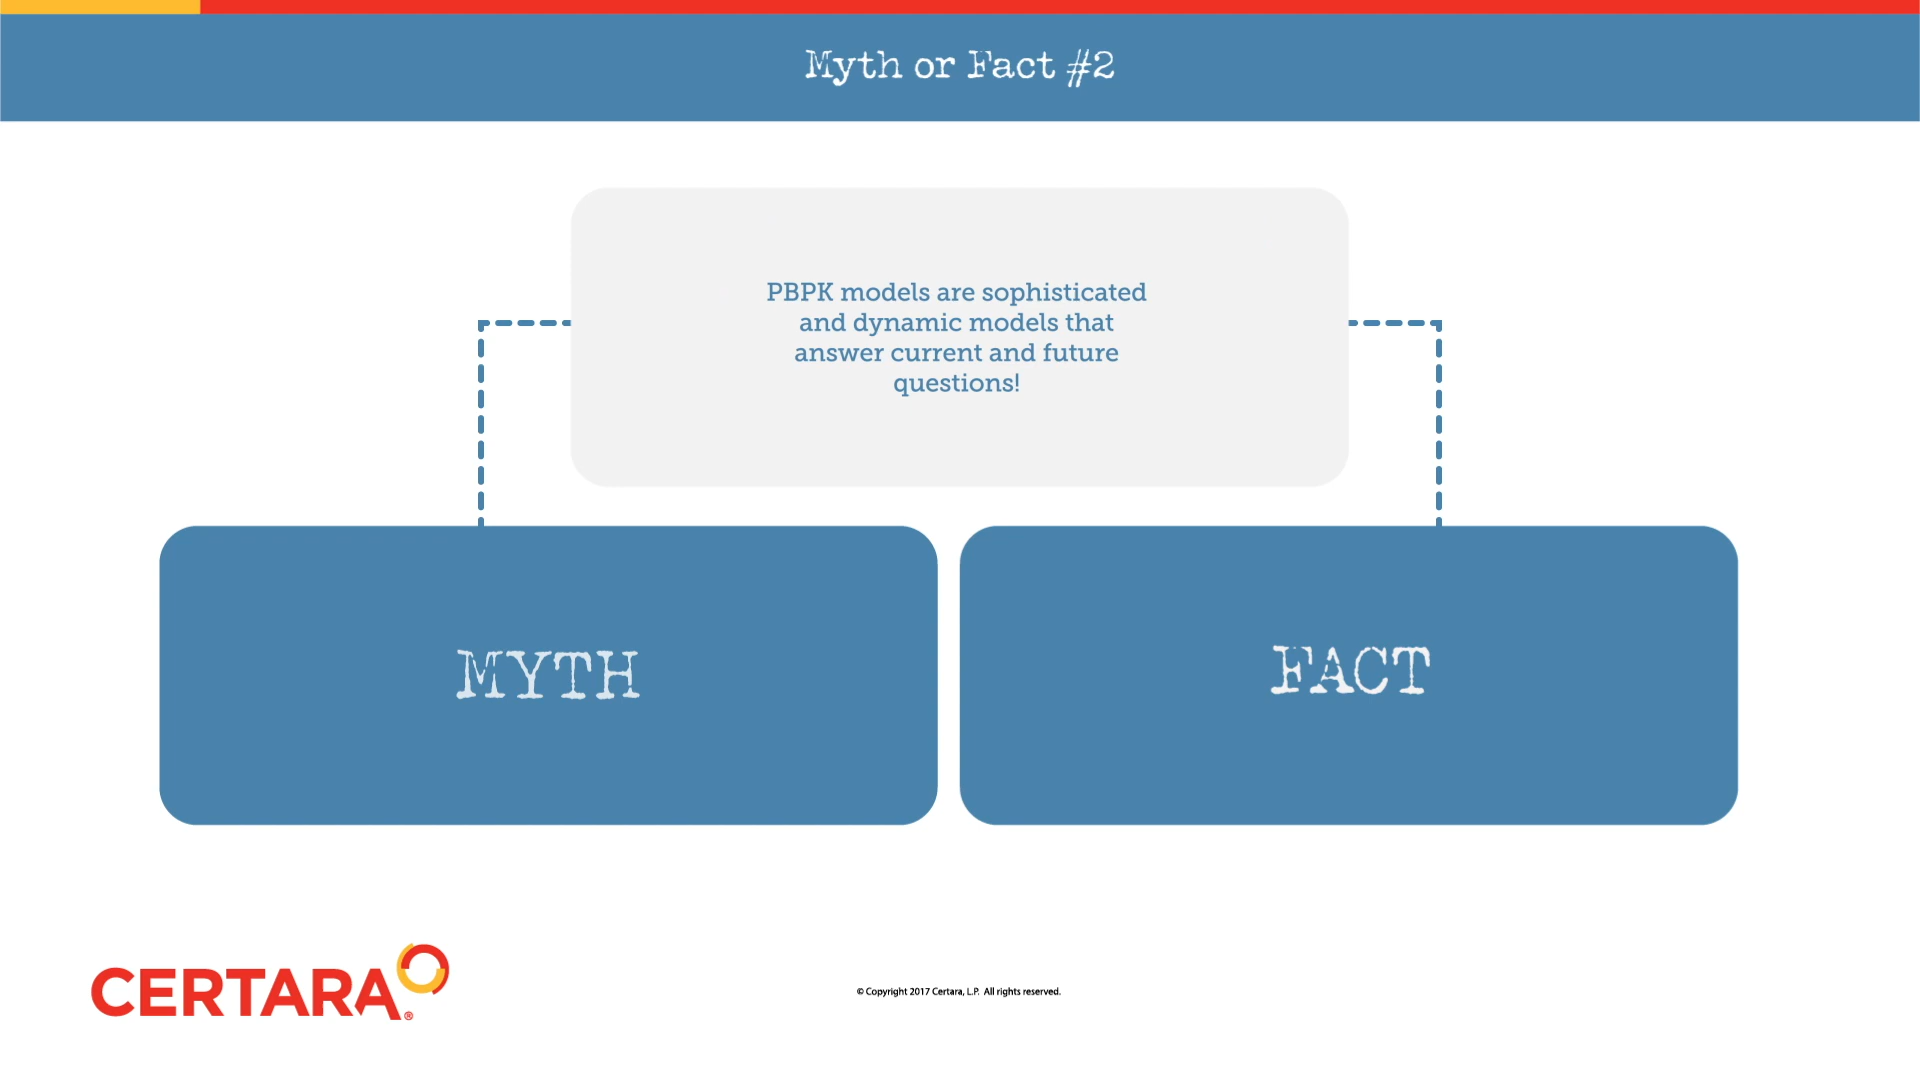 Myth or Fact #2
PBPK models are sophisticated
and dynamic models that
answer current and future
questions!
MYTH
FACT
CERTARA®
© Copyright 2017 Certara, L.P. All rights reserved.